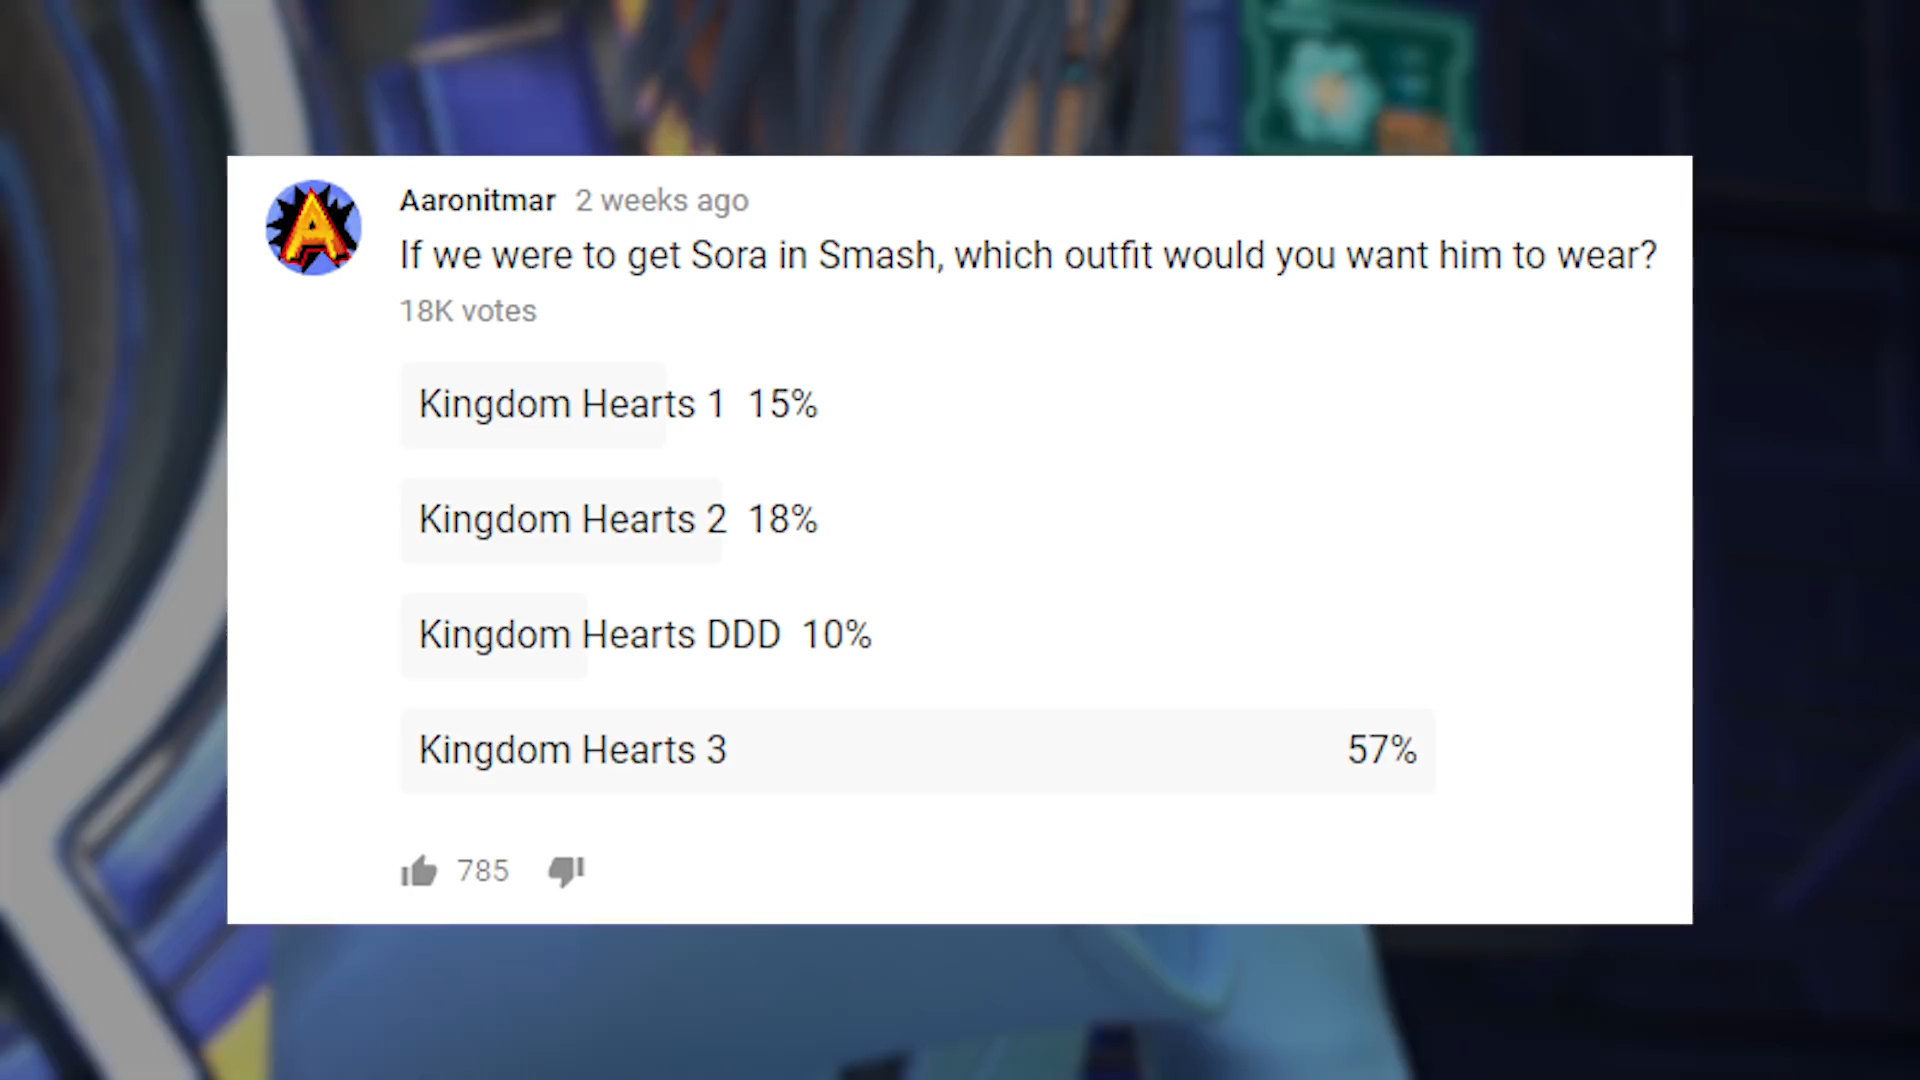 Aaronitmar 2 weeks ago
If we were to get Sora in Smash, which outfit would you want him to wear?
18K votes
Kingdom Hearts 1 15%
Kingdom Hearts 2 18%
Kingdom Hearts DDD 10%
Kingdom Hearts 3 57%
785